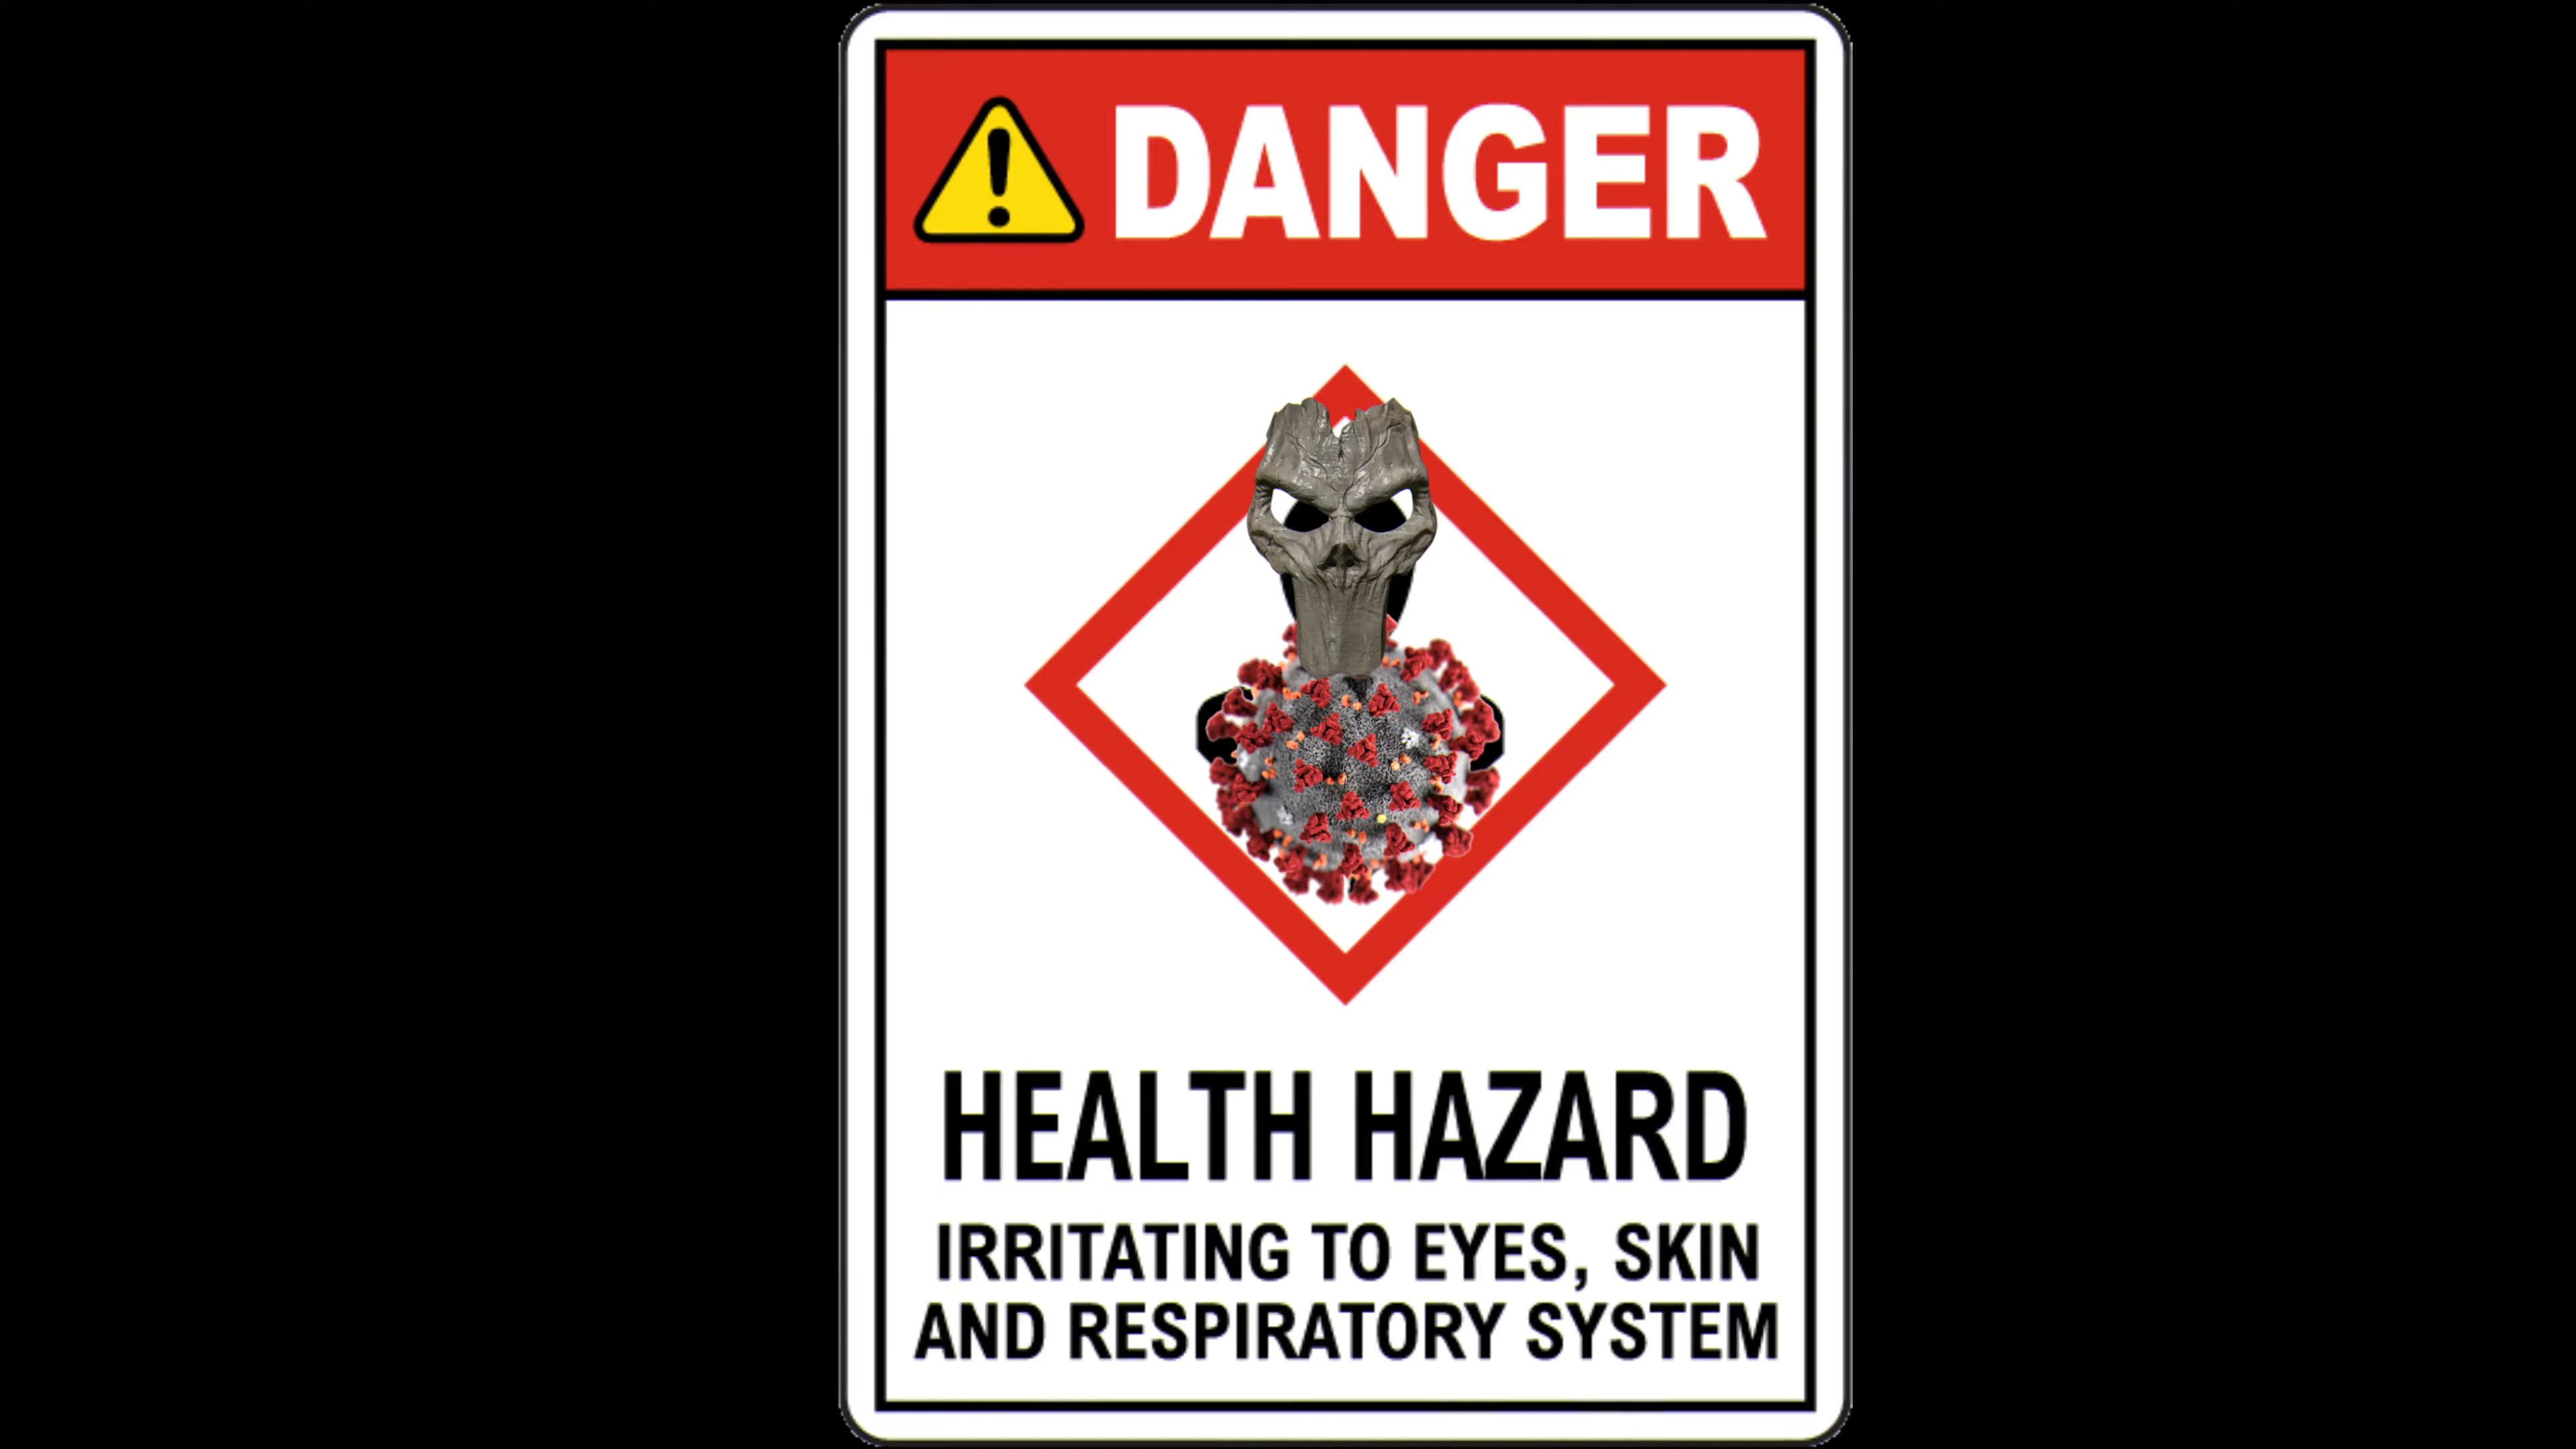 DANGER
HEALTH HAZARD
IRRITATING TO EYES, SKIN
AND RESPIRATORY SYSTEM